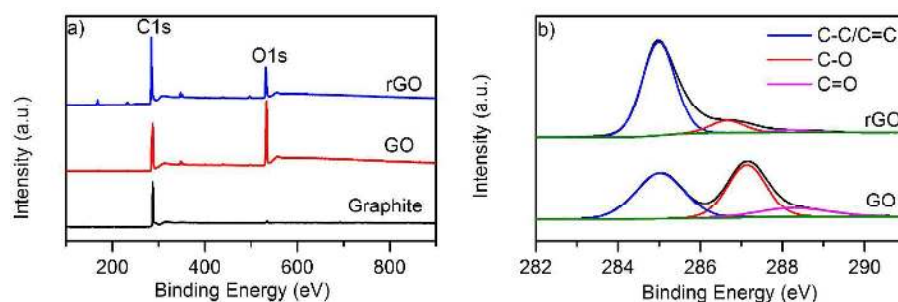 a)
C1s
O1s
rGO
GO
Graphite
Intensity (a.u.)
200 400 600 800
Binding Energy (eV)
b)
C-C/C=C
C-O
C=O
rGO
GO
Intensity (a.u.)
282 284 286 288 290
Binding Energy (eV)